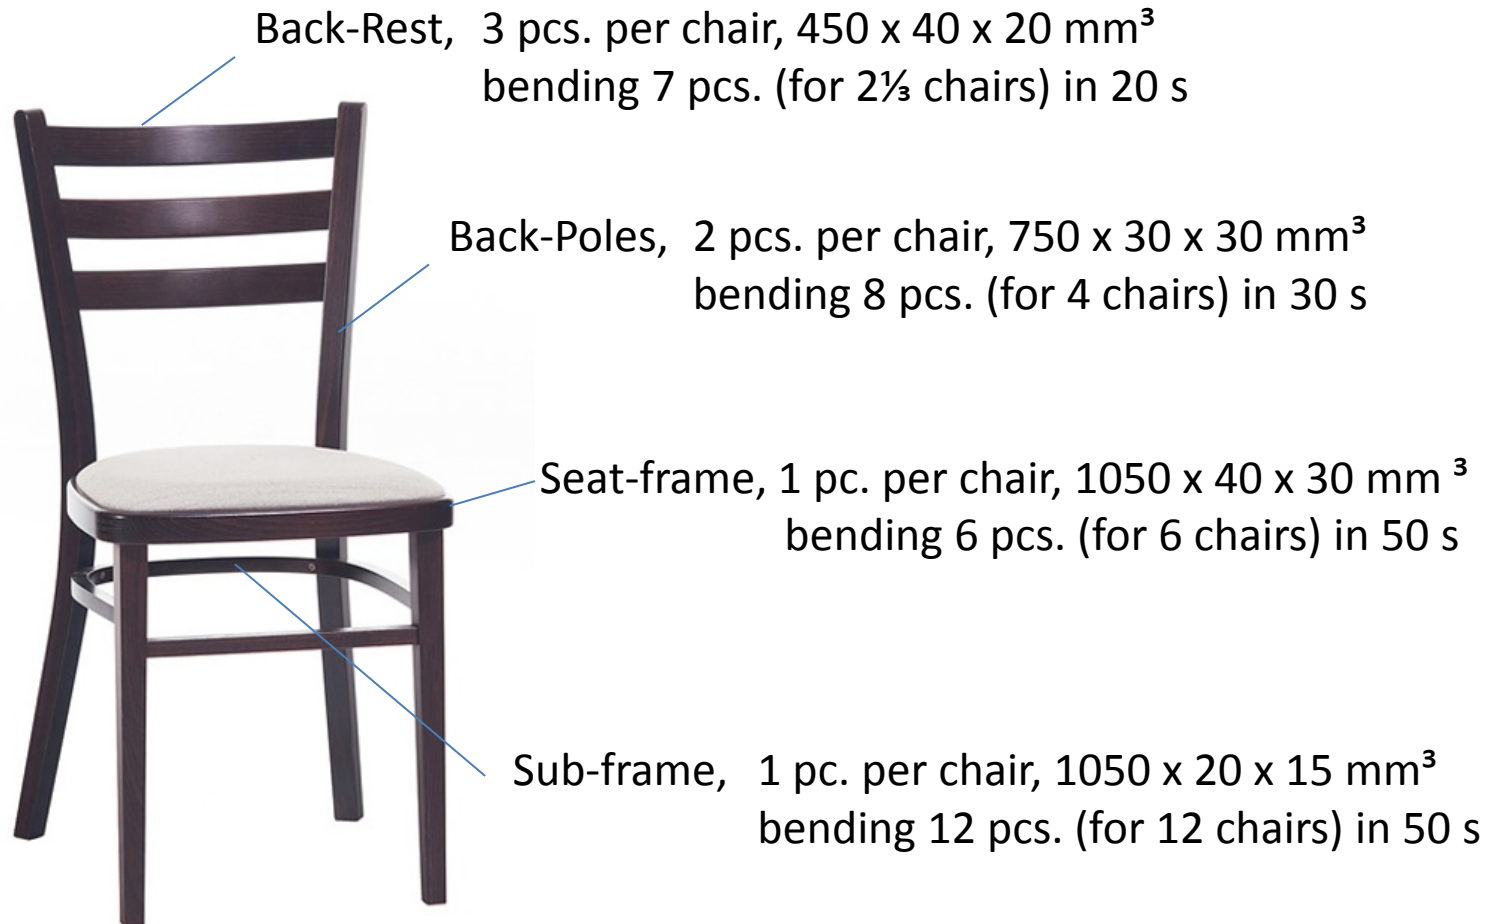 Back-Rest, 3 pcs. per chair, 450 x 40 x 20 mm³
bending 7 pcs. (for 2⅓ chairs) in 20 s
Back-Poles, 2 pcs. per chair, 750 x 30 x 30 mm³
bending 8 pcs. (for 4 chairs) in 30 s
Seat-frame, 1 pc. per chair, 1050 x 40 x 30 mm ³
bending 6 pcs. (for 6 chairs) in 50 s
Sub-frame, 1 pc. per chair, 1050 x 20 x 15 mm³
bending 12 pcs. (for 12 chairs) in 50 s